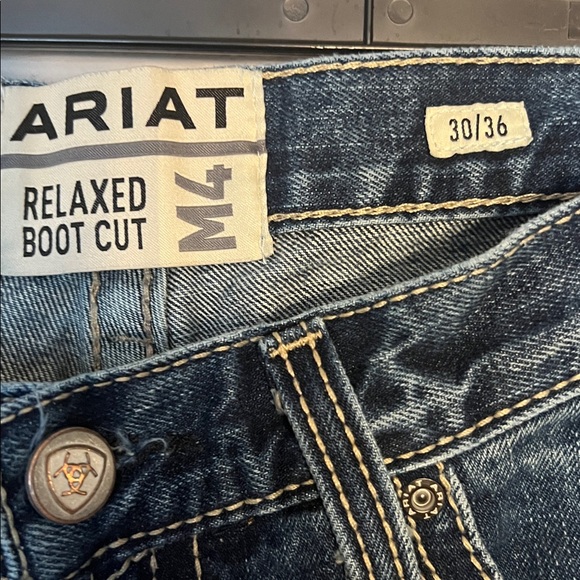 ARIAT
RELAXED
BOOT CUT
M4
30/36